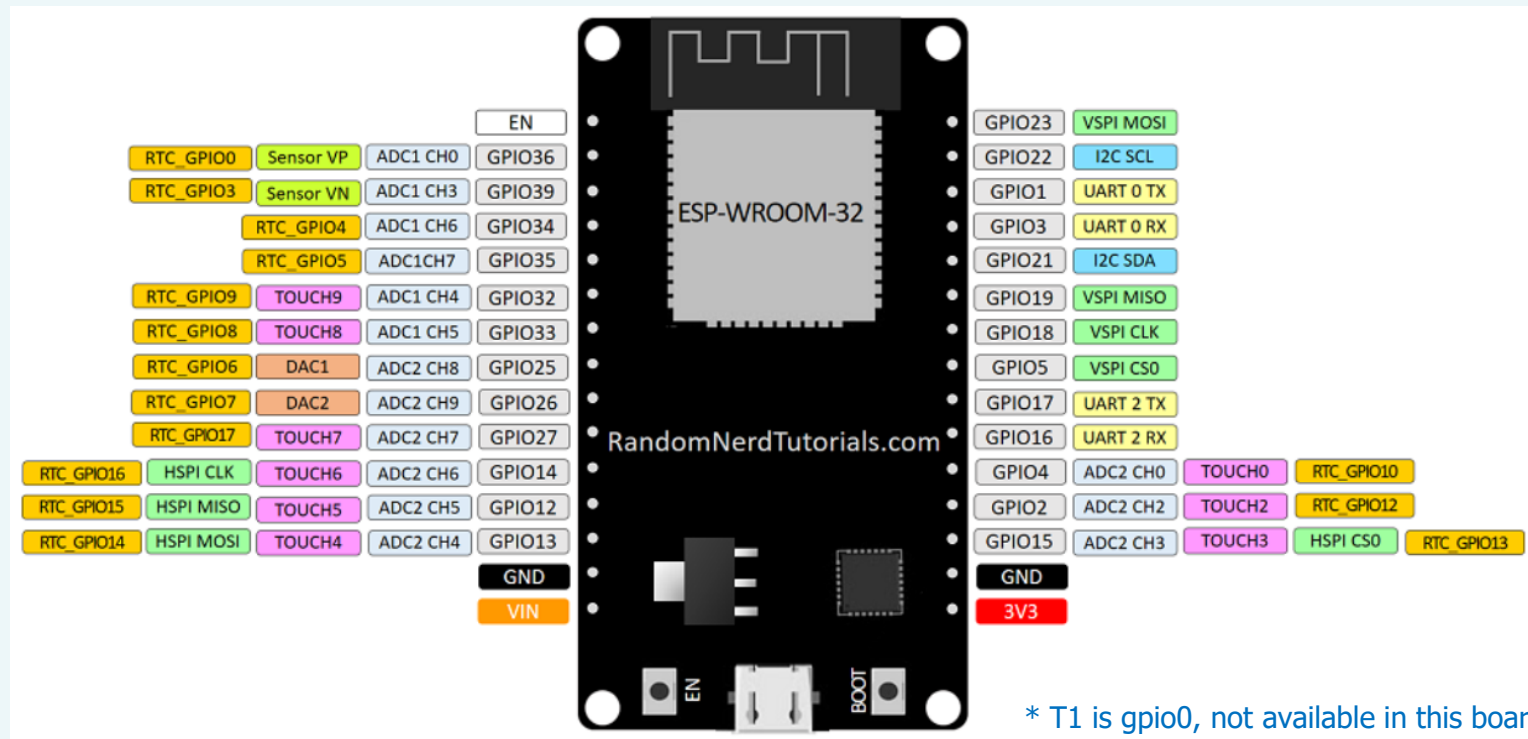 EN GPIO23 VSPI MOSI
RTC_GPIO0 Sensor VP ADC1 CH0 GPIO36 GPIO22 I2C SCL
RTC_GPIO3 Sensor VN ADC1 CH3 GPIO39 GPIO1 UART 0 TX
RTC_GPIO4 ADC1 CH6 GPIO34 ESP-WROOM-32 GPIO3 UART 0 RX
RTC_GPIO5 ADC1CH7 GPIO35 GPIO21 I2C SDA
RTC_GPIO9 TOUCH9 ADC1 CH4 GPIO32 GPIO19 VSPI MISO
RTC_GPIO8 TOUCH8 ADC1 CH5 GPIO33 GPIO18 VSPI CLK
RTC_GPIO6 DAC1 ADC2 CH8 GPIO25 GPIO5 VSPI CS0
RTC_GPIO7 DAC2 ADC2 CH9 GPIO26 GPIO17 UART 2 TX
RTC_GPIO17 TOUCH7 ADC2 CH7 GPIO27 RandomNerdTutorials.com GPIO16 UART 2 RX
RTC_GPIO16 HSPI CLK TOUCH6 ADC2 CH6 GPIO14 GPIO4 ADC2 CH0 TOUCH0 RTC_GPIO10
RTC_GPIO15 HSPI MISO TOUCH5 ADC2 CH5 GPIO12 GPIO2 ADC2 CH2 TOUCH2 RTC_GPIO12
RTC_GPIO14 HSPI MOSI TOUCH4 ADC2 CH4 GPIO13 GPIO15 ADC2 CH3 TOUCH3 HSPI CS0 RTC_GPIO13
GND GND
VIN 3V3
EN BOOT
* T1 is gpio0, not available in this boar